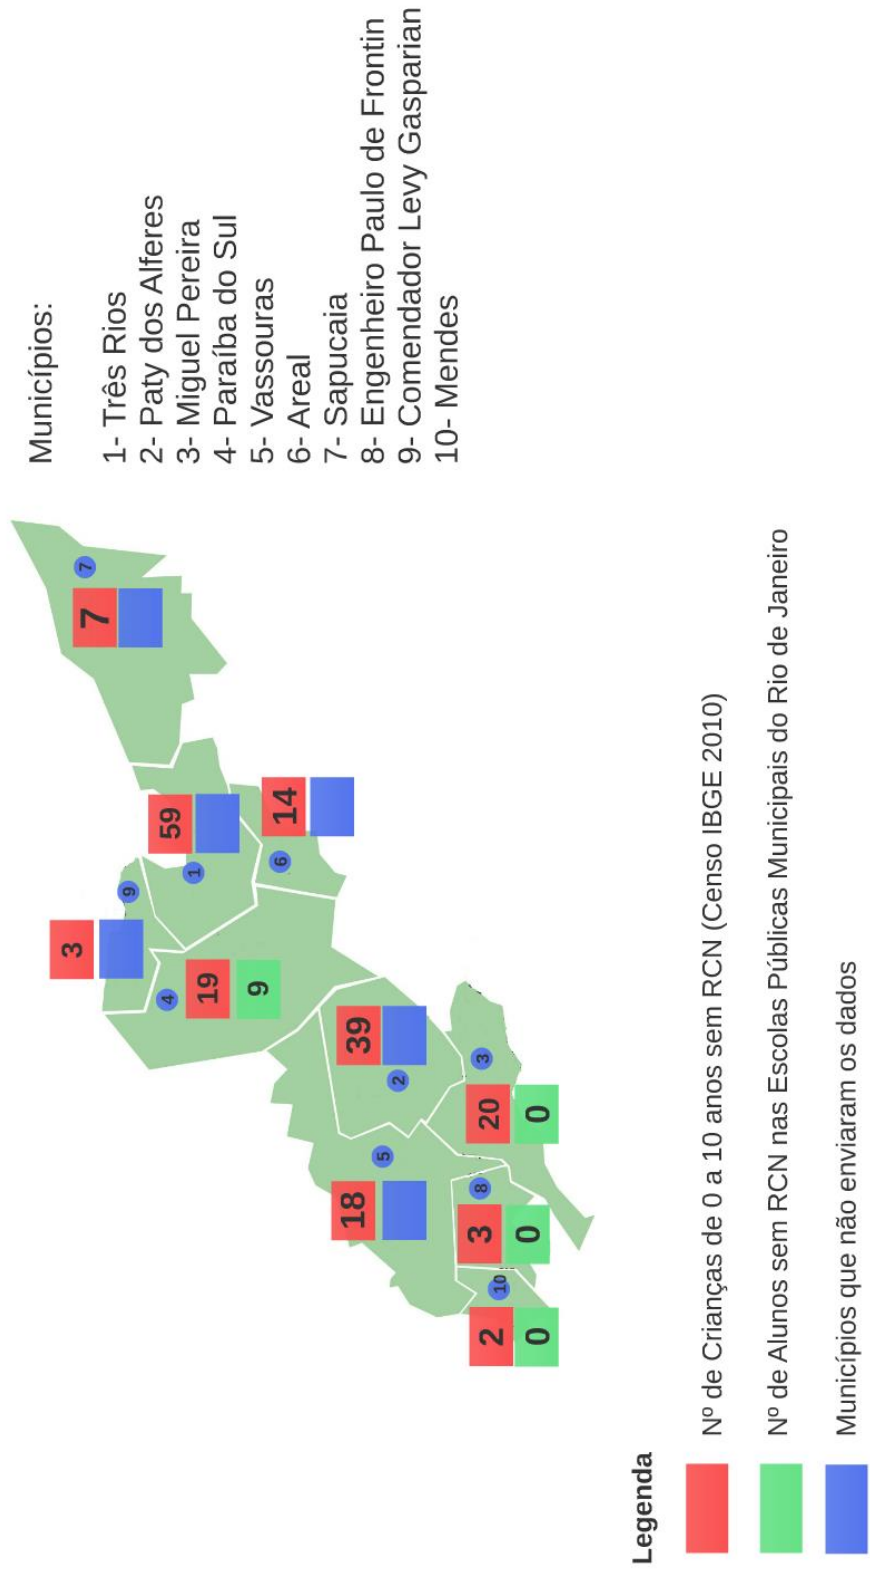 Municípios:
1- Três Rios
2- Paty dos Alferes
3- Miguel Pereira
4- Paraíba do Sul
5- Vassouras
6- Areal
7- Sapucaia
8- Engenheiro Paulo de Frontin
9- Comendador Levy Gasparian
10- Mendes
7
7
59
1
14
6
3
9
4
19
9
39
2
3
20
0
5
18
8
3
0
10
2
0
Legenda
Nº de Crianças de 0 a 10 anos sem RCN (Censo IBGE 2010)
Nº de Alunos sem RCN nas Escolas Públicas Municipais do Rio de Janeiro
Municípios que não enviaram os dados